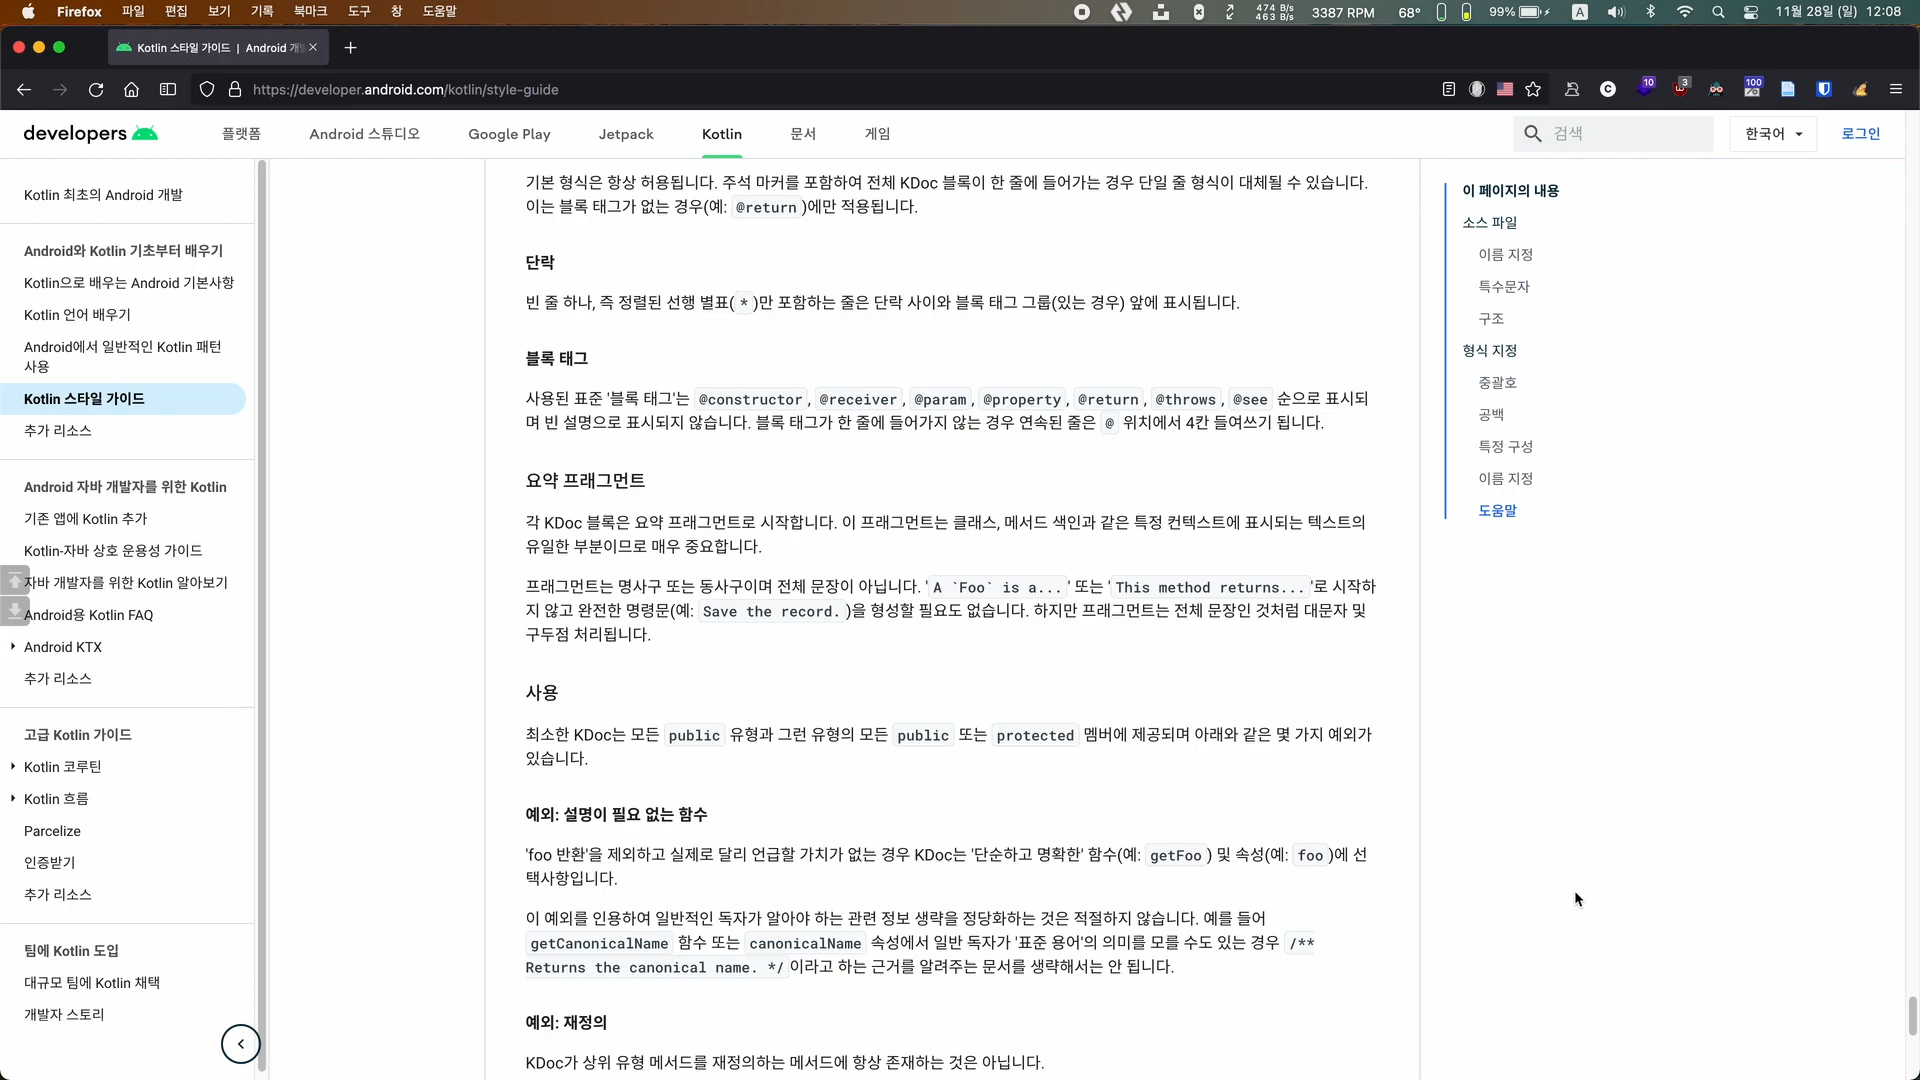 Firefox 파일 편집 보기 기록 북마크 도구 창 도움말 474 B/s 463 B/s 3387 RPM 68° 99% A 11월 28일 (일) 12:08
Kotlin 스타일 가이드 | Android 개
https://developer.android.com/kotlin/style-guide 10 3 100
developers 플랫폼 Android 스튜디오 Google Play Jetpack Kotlin 문서 게임 검색 한국어 로그인
Kotlin 최초의 Android 개발
Android와 Kotlin 기초부터 배우기
Kotlin으로 배우는 Android 기본사항
Kotlin 언어 배우기
Android에서 일반적인 Kotlin 패턴
사용
Kotlin 스타일 가이드
추가 리소스
Android 자바 개발자를 위한 Kotlin
기존 앱에 Kotlin 추가
Kotlin-자바 상호 운용성 가이드
자바 개발자를 위한 Kotlin 알아보기
Android용 Kotlin FAQ
Android KTX
추가 리소스
고급 Kotlin 가이드
Kotlin 코루틴
Kotlin 흐름
Parcelize
인증받기
추가 리소스
팀에 Kotlin 도입
대규모 팀에 Kotlin 채택
개발자 스토리
기본 형식은 항상 허용됩니다. 주석 마커를 포함하여 전체 KDoc 블록이 한 줄에 들어가는 경우 단일 줄 형식이 대체될 수 있습니다.
이는 블록 태그가 없는 경우(예: @return )에만 적용됩니다.
단락
빈 줄 하나, 즉 정렬된 선행 별표( * )만 포함하는 줄은 단락 사이와 블록 태그 그룹(있는 경우) 앞에 표시됩니다.
블록 태그
사용된 표준 '블록 태그'는 @constructor , @receiver , @param , @property , @return , @throws , @see 순으로 표시되
며 빈 설명으로 표시되지 않습니다. 블록 태그가 한 줄에 들어가지 않는 경우 연속된 줄은 @ 위치에서 4칸 들여쓰기 됩니다.
요약 프래그먼트
각 KDoc 블록은 요약 프래그먼트로 시작합니다. 이 프래그먼트는 클래스, 메서드 색인과 같은 특정 컨텍스트에 표시되는 텍스트의
유일한 부분이므로 매우 중요합니다.
프래그먼트는 명사구 또는 동사구이며 전체 문장이 아닙니다. ' A `Foo` is a... ' 또는 ' This method returns... '로 시작하
지 않고 완전한 명령문(예: Save the record. )을 형성할 필요도 없습니다. 하지만 프래그먼트는 전체 문장인 것처럼 대문자 및
구두점 처리됩니다.
사용
최소한 KDoc는 모든 public 유형과 그런 유형의 모든 public 또는 protected 멤버에 제공되며 아래와 같은 몇 가지 예외가
있습니다.
예외: 설명이 필요 없는 함수
'foo 반환'을 제외하고 실제로 달리 언급할 가치가 없는 경우 KDoc는 '단순하고 명확한' 함수(예: getFoo ) 및 속성(예: foo )에 선
택사항입니다.
이 예외를 인용하여 일반적인 독자가 알아야 하는 관련 정보 생략을 정당화하는 것은 적절하지 않습니다. 예를 들어
getCanonicalName 함수 또는 canonicalName 속성에서 일반 독자가 '표준 용어'의 의미를 모를 수도 있는 경우 /**
Returns the canonical name. */ 이라고 하는 근거를 알려주는 문서를 생략해서는 안 됩니다.
예외: 재정의
KDoc가 상위 유형 메서드를 재정의하는 메서드에 항상 존재하는 것은 아닙니다.
이 페이지의 내용
소스 파일
이름 지정
특수문자
구조
형식 지정
중괄호
공백
특정 구성
이름 지정
도움말